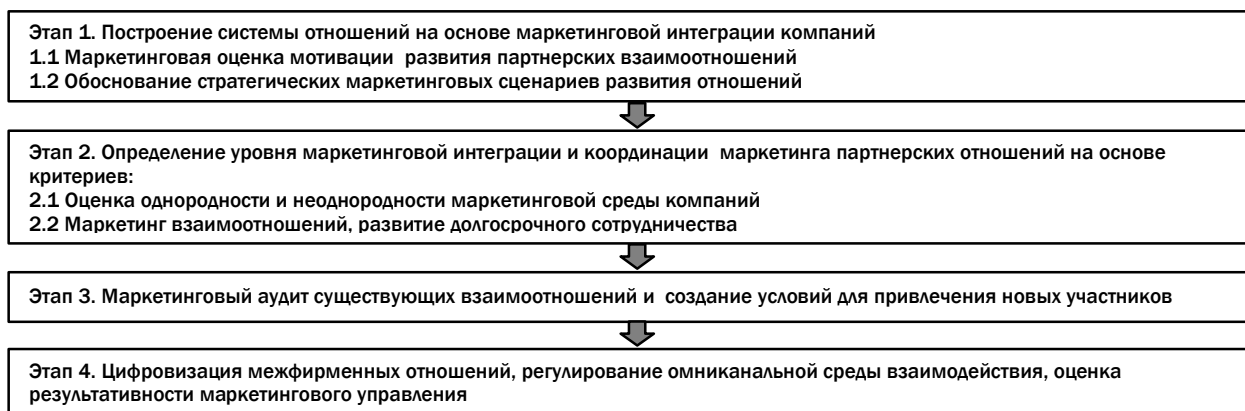 Этап 1. Построение системы отношений на основе маркетинговой интеграции компаний
1.1 Маркетинговая оценка мотивации развития партнерских взаимоотношений
1.2 Обоснование стратегических маркетинговых сценариев развития отношений
Этап 2. Определение уровня маркетинговой интеграции и координации маркетинга партнерских отношений на основе
критериев:
2.1 Оценка однородности и неоднородности маркетинговой среды компаний
2.2 Маркетинг взаимоотношений, развитие долгосрочного сотрудничества
Этап 3. Маркетинговый аудит существующих взаимоотношений и создание условий для привлечения новых участников
Этап 4. Цифровизация межфирменных отношений, регулирование омниканальной среды взаимодействия, оценка
результативности маркетингового управления